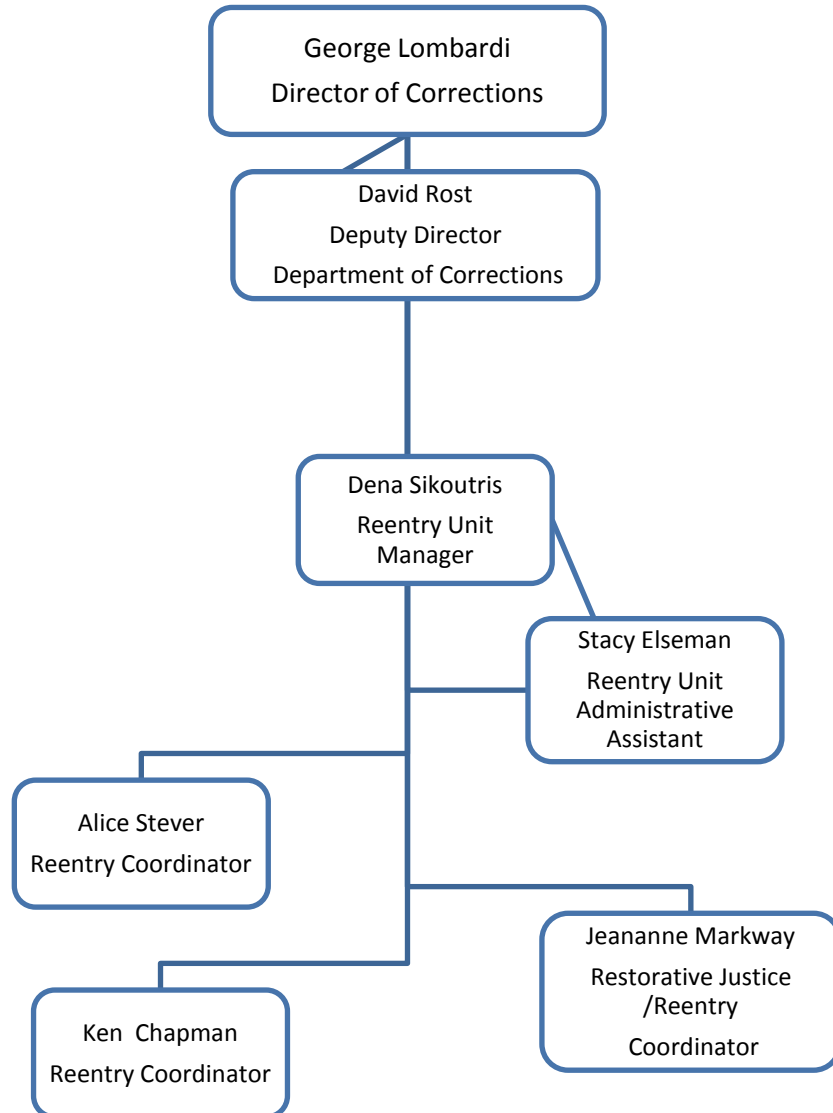 George Lombardi
Director of Corrections
David Rost
Deputy Director
Department of Corrections
Dena Sikoutris
Reentry Unit
Manager
Stacy Elseman
Reentry Unit
Administrative
Assistant
Alice Stever
Reentry Coordinator
Jeananne Markway
Restorative Justice
/Reentry
Coordinator
Ken Chapman
Reentry Coordinator